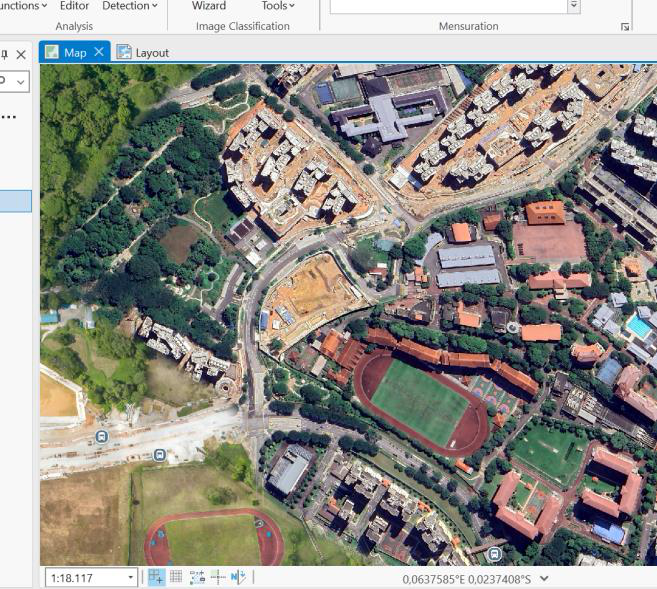 unctions Editor Detection Wizard Tools
Analysis Image Classification Mensuration
Map Layout
1:18.117 0,0637585°E 0,0237408°S